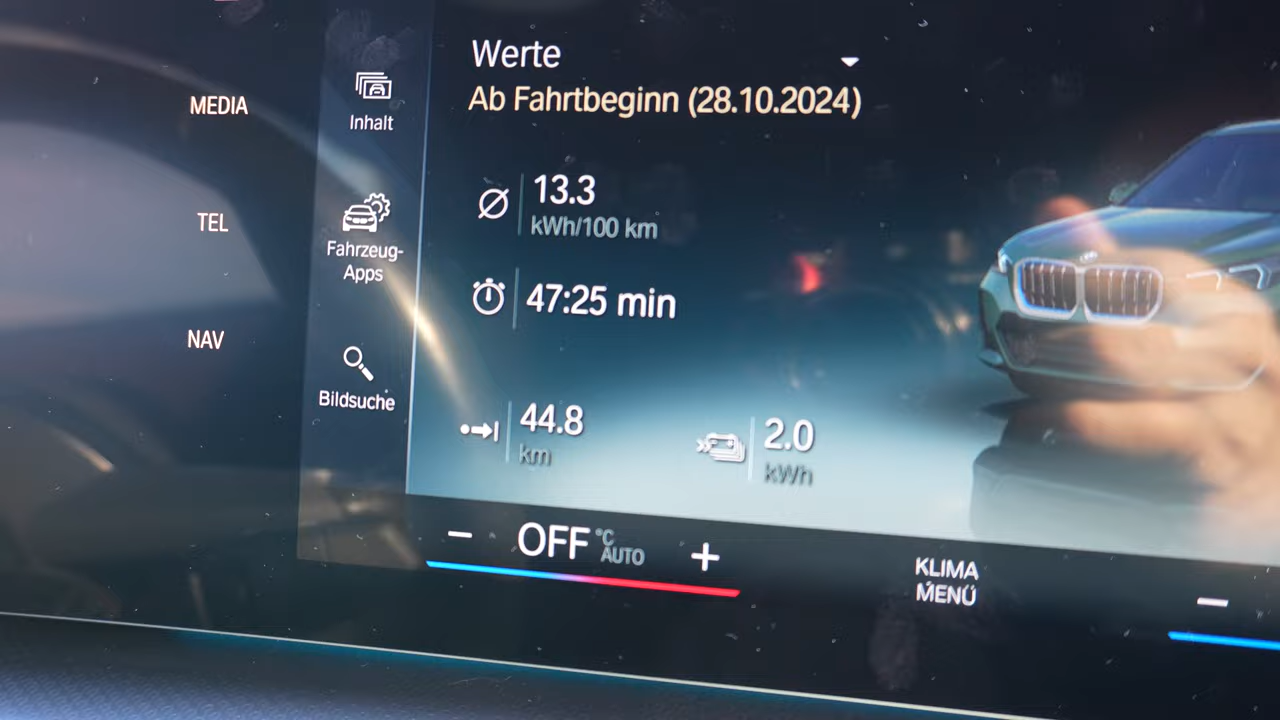 MEDIA
TEL
NAV
Inhalt
Fahrzeug-
Apps
Bildsuche
Werte
Ab Fahrtbeginn (28.10.2024)
13.3
kWh/100 km
47:25 min
44.8
km
2.0
kWh
OFF °C
AUTO
KLIMA
MENÜ